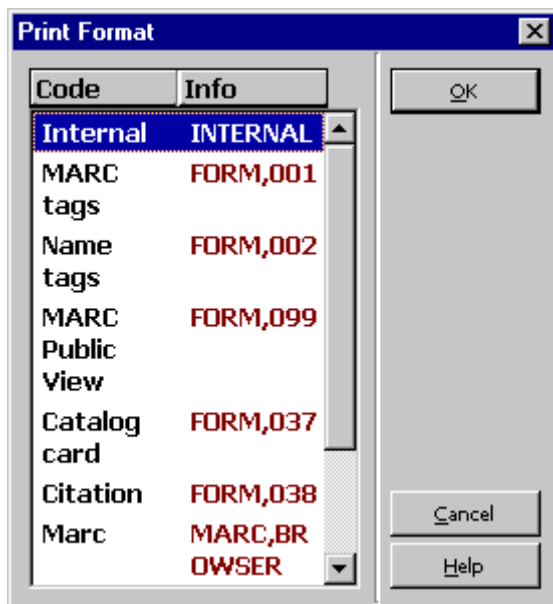 Print Format
Code Info
Internal INTERNAL
MARC FORM,001
tags
Name FORM,002
tags
MARC FORM,099
Public
View
Catalog FORM,037
card
Citation FORM,038
Marc MARC,BR
OWSER
OK
Cancel
Help